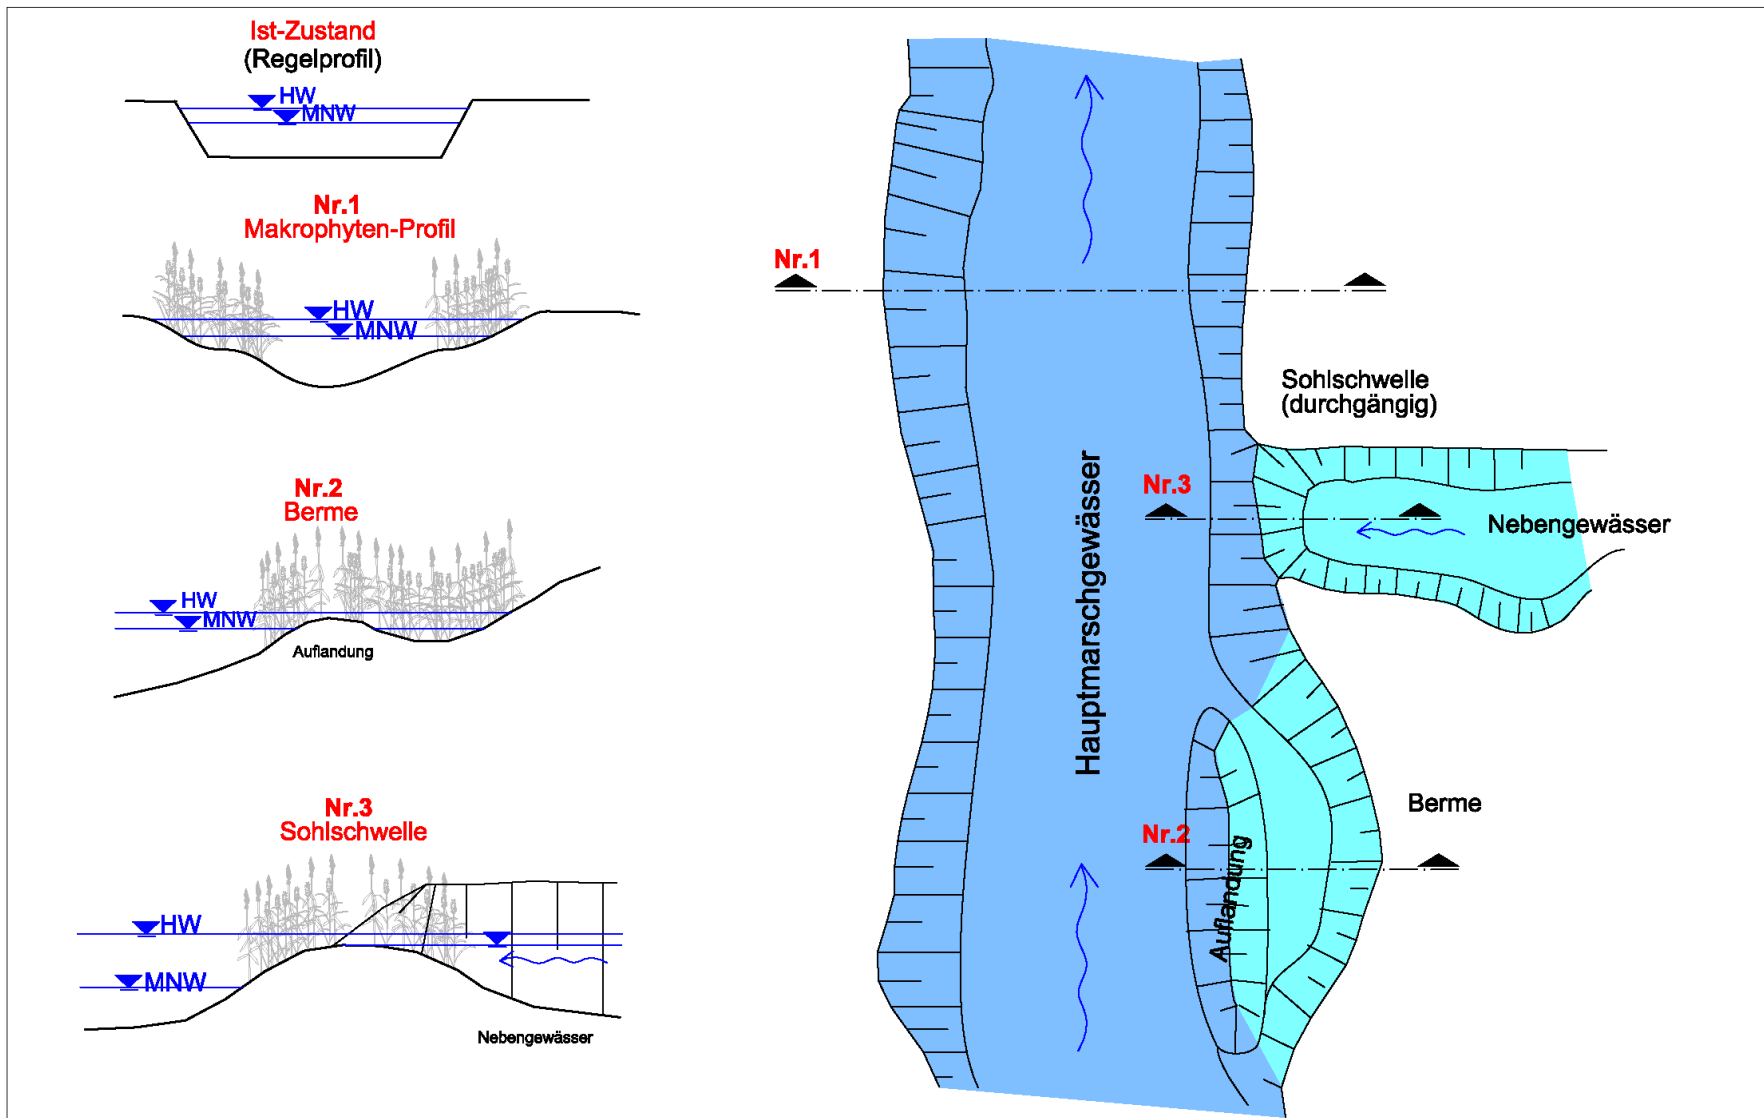 Ist-Zustand
(Regelprofil)
HW
MNW
Nr.1
Makrophyten-Profil
HW
MNW
Nr.2
Berme
HW
MNW
Auflandung
Nr.3
Sohlschwelle
HW
MNW
Nebengewässer
Nr.1
Sohlschwelle
(durchgängig)
Nr.3
Nebengewässer
Hauptmarschgewässer
Berme
Nr.2
Auflandung